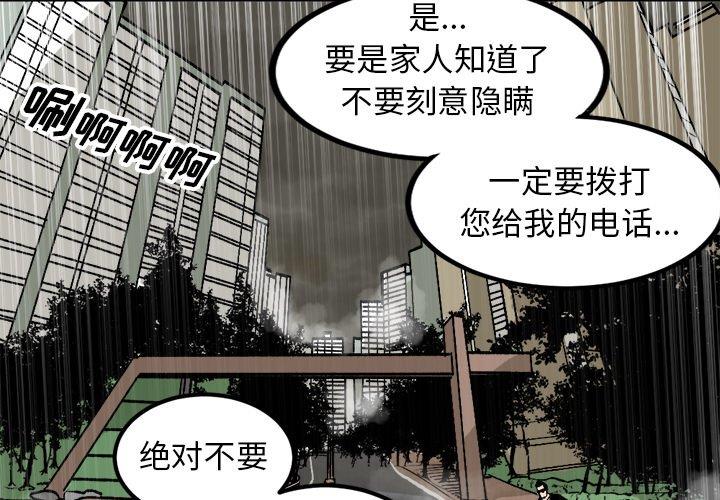 是...
要是家人知道了
不要刻意隐瞒
唰啊啊啊
一定要拨打
您给我的电话...
绝对不要